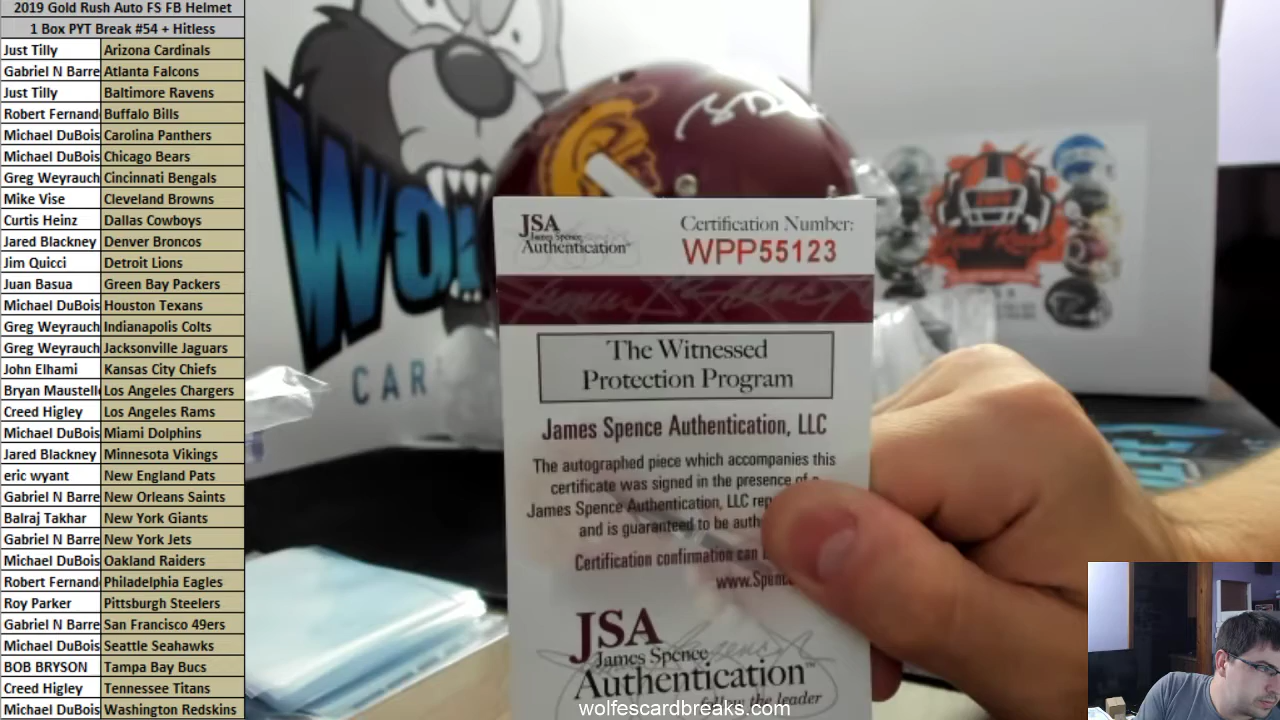 2019 Gold Rush Auto FS FB Helmet
1 Box PYT Break #54 + Hitless
Just Tilly Arizona Cardinals
Gabriel N Barre Atlanta Falcons
Just Tilly Baltimore Ravens
Robert Fernand Buffalo Bills
Michael DuBois Carolina Panthers
Michael DuBois Chicago Bears
Greg Weyrauch Cincinnati Bengals
Mike Vise Cleveland Browns
Curtis Heinz Dallas Cowboys
Jared Blackney Denver Broncos
Jim Quicci Detroit Lions
Juan Basua Green Bay Packers
Michael DuBois Houston Texans
Greg Weyrauch Indianapolis Colts
Greg Weyrauch Jacksonville Jaguars
John Elhami Kansas City Chiefs
Bryan Maustelle Los Angeles Chargers
Creed Higley Los Angeles Rams
Michael DuBois Miami Dolphins
Jared Blackney Minnesota Vikings
eric wyant New England Pats
Gabriel N Barre New Orleans Saints
Balraj Takhar New York Giants
Gabriel N Barre New York Jets
Michael DuBois Oakland Raiders
Robert Fernand Philadelphia Eagles
Roy Parker Pittsburgh Steelers
Gabriel N Barre San Francisco 49ers
Michael DuBois Seattle Seahawks
BOB BRYSON Tampa Bay Bucs
Creed Higley Tennessee Titans
Michael DuBois Washington Redskins
CAR
JSA
James Spence
Authentication
Certification Number:
WPP55123
The Witnessed
Protection Program
James Spence Authentication, LLC
The autographed piece which accompanies this
certificate was signed in the presence of
James Spence Authentication, LLC rep
and is guaranteed to be auth
Certification confirmation can
www.Spenc
JSA
James Spence
Authentication™
follow the leader
wolfescardbreaks.com